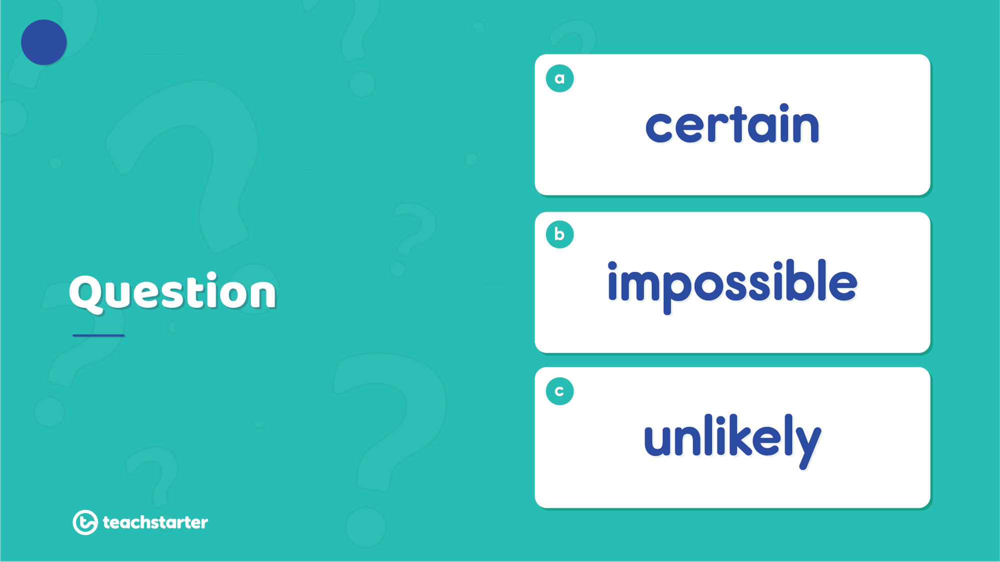 Question
a
certain
b
impossible
c
unlikely
teachstarter